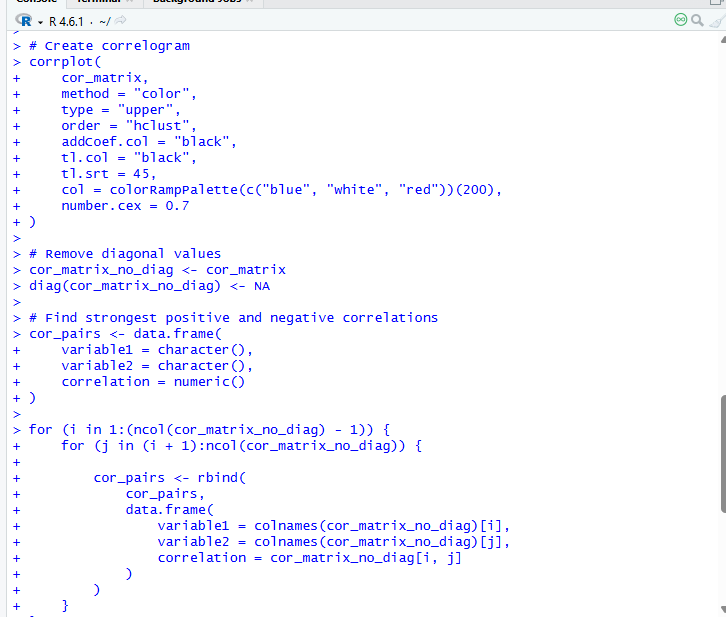 Console Terminal Background Jobs
R 4.6.1 · ~/
>
> # Create correlogram
> corrplot(
+     cor_matrix,
+     method = "color",
+     type = "upper",
+     order = "hclust",
+     addCoef.col = "black",
+     tl.col = "black",
+     tl.srt = 45,
+     col = colorRampPalette(c("blue", "white", "red"))(200),
+     number.cex = 0.7
+ )
>
> # Remove diagonal values
> cor_matrix_no_diag <- cor_matrix
> diag(cor_matrix_no_diag) <- NA
>
> # Find strongest positive and negative correlations
> cor_pairs <- data.frame(
+     variable1 = character(),
+     variable2 = character(),
+     correlation = numeric()
+ )
>
> for (i in 1:(ncol(cor_matrix_no_diag) - 1)) {
+     for (j in (i + 1):ncol(cor_matrix_no_diag)) {
+
+         cor_pairs <- rbind(
+             cor_pairs,
+             data.frame(
+                 variable1 = colnames(cor_matrix_no_diag)[i],
+                 variable2 = colnames(cor_matrix_no_diag)[j],
+                 correlation = cor_matrix_no_diag[i, j]
+             )
+         )
+     }